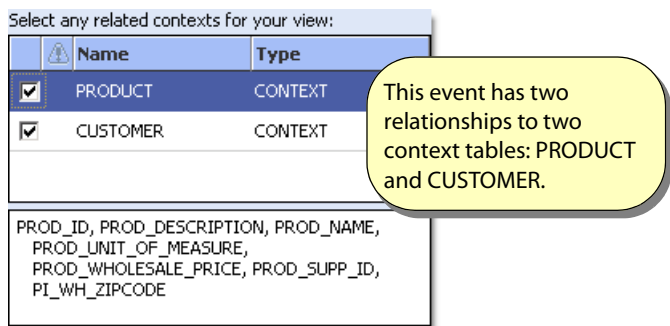 Select any related contexts for your view:
Name Type
PRODUCT CONTEXT
CUSTOMER CONTEXT
This event has two
relationships to two
context tables: PRODUCT
and CUSTOMER.
PROD_ID, PROD_DESCRIPTION, PROD_NAME,
PROD_UNIT_OF_MEASURE,
PROD_WHOLESALE_PRICE, PROD_SUPP_ID,
PI_WH_ZIPCODE